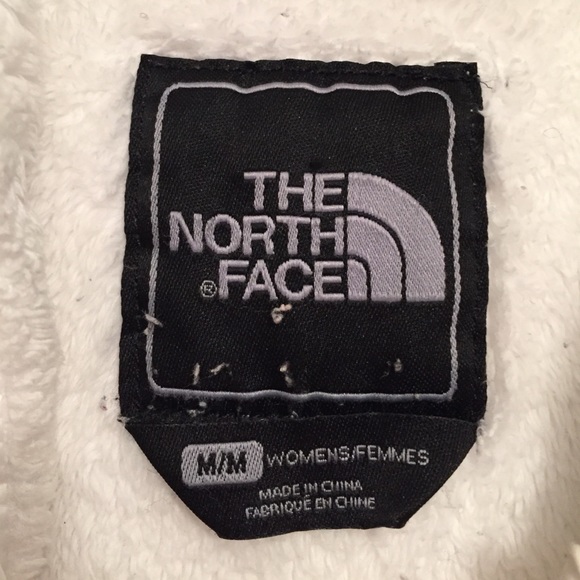 THE
NORTH
®FACE
M/M WOMENS/FEMMES
MADE IN CHINA
FABRIQUÉ EN CHINE